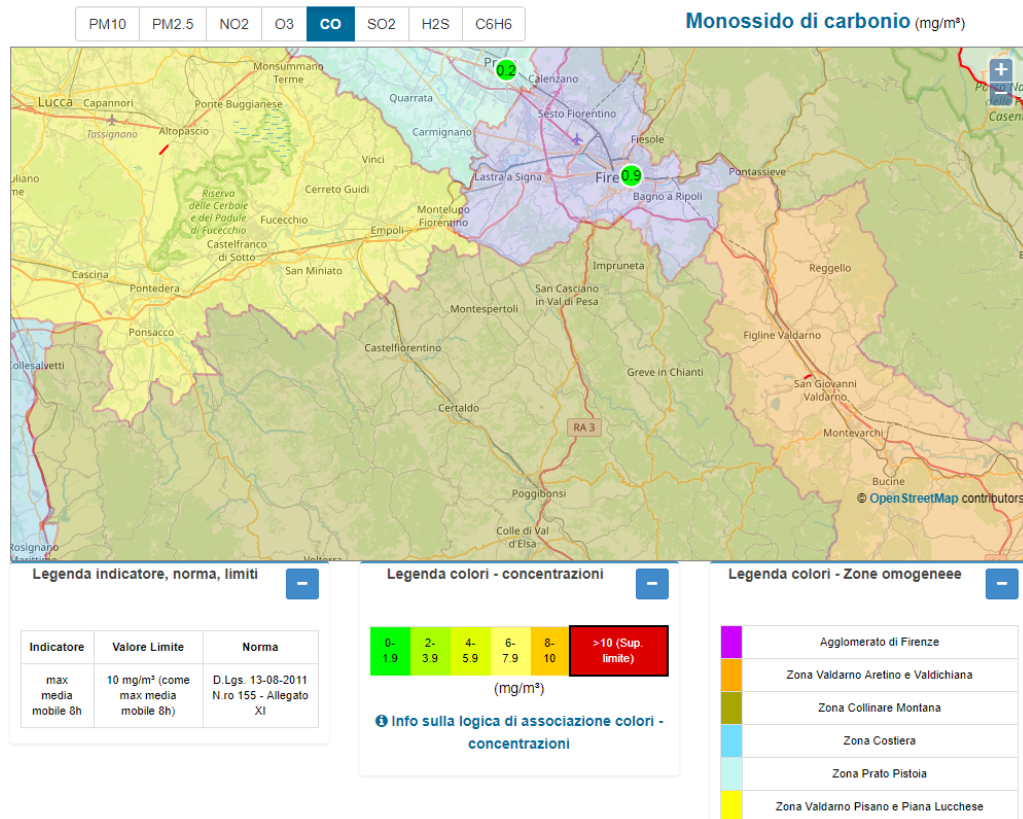 PM10 PM2.5 NO2 O3 CO SO2 H2S C6H6
Monossido di carbonio (mg/m³)
0.2
Calenzano
Monsummano
Terme
+
−
Lucca
Capannori
Ponte Buggianese
Quarrata
Sesto Fiorentino
Tassignano
Altopascio
Carmignano
Fiesole
Vinci
Lastra a Signa
0.9
Pontassieve
Bagno a Ripoli
Riserva
delle Cerbaie
e del Padule
di Fucecchio
Cerreto Guidi
Montelupo
Fiorentino
Fucecchio
Empoli
Castelfranco
di Sotto
San Miniato
Impruneta
Reggello
Cascina
Pontedera
San Casciano
in Val di Pesa
Montespertoli
Ponsacco
Castelfiorentino
Figline Valdarno
Greve in Chianti
San Giovanni
Valdarno
Certaldo
RA 3
Montevarchi
Bucine
Poggibonsi
© OpenStreetMap contributors
Colle di Val
d'Elsa
Rosignano
Marittimo
Volterra
Legenda indicatore, norma, limiti
−
Indicatore Valore Limite Norma
max
media
mobile 8h
10 mg/m³ (come
max media
mobile 8h)
D.Lgs. 13-08-2011
N.ro 155 - Allegato
XI
Legenda colori - concentrazioni
−
0-
1.9
2-
3.9
4-
5.9
6-
7.9
8-
10
>10 (Sup.
limite)
(mg/m³)
Info sulla logica di associazione colori -
concentrazioni
Legenda colori - Zone omogeneee
−
Agglomerato di Firenze
Zona Valdarno Aretino e Valdichiana
Zona Collinare Montana
Zona Costiera
Zona Prato Pistoia
Zona Valdarno Pisano e Piana Lucchese